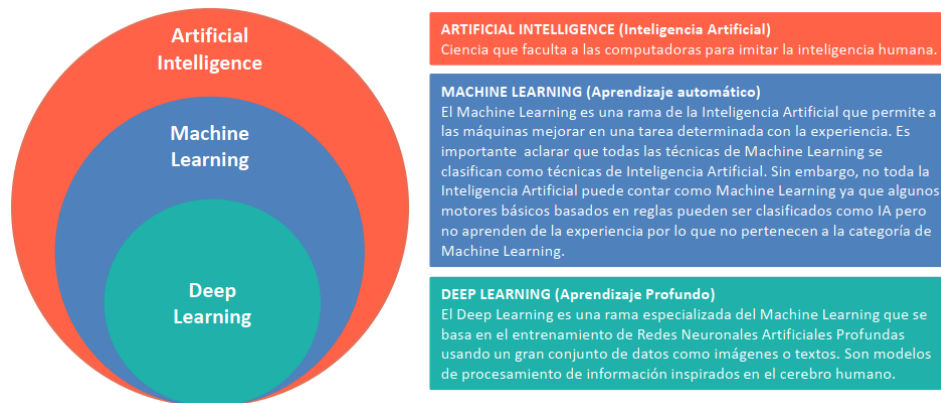 Artificial
Intelligence
Machine
Learning
Deep
Learning
ARTIFICIAL INTELLIGENCE (Inteligencia Artificial)
Ciencia que faculta a las computadoras para imitar la inteligencia humana.
MACHINE LEARNING (Aprendizaje automático)
El Machine Learning es una rama de la Inteligencia Artificial que permite a
las máquinas mejorar en una tarea determinada con la experiencia. Es
importante aclarar que todas las técnicas de Machine Learning se
clasifican como técnicas de Inteligencia Artificial. Sin embargo, no toda la
Inteligencia Artificial puede contar como Machine Learning ya que algunos
motores básicos basados en reglas pueden ser clasificados como IA pero
no aprenden de la experiencia por lo que no pertenecen a la categoría de
Machine Learning.
DEEP LEARNING (Aprendizaje Profundo)
El Deep Learning es una rama especializada del Machine Learning que se
basa en el entrenamiento de Redes Neuronales Artificiales Profundas
usando un gran conjunto de datos como imágenes o textos. Son modelos
de procesamiento de información inspirados en el cerebro humano.